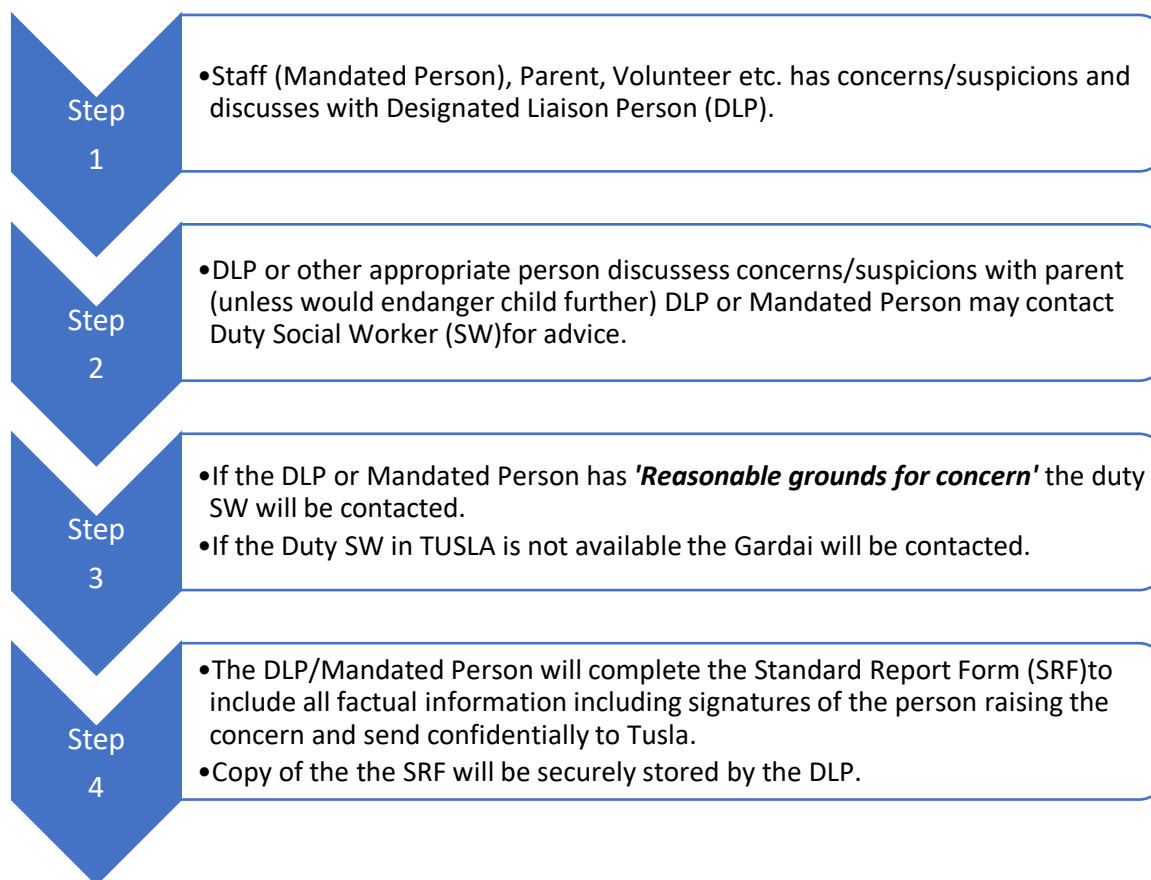 Step
1
•Staff (Mandated Person), Parent, Volunteer etc. has concerns/suspicions and
discusses with Designated Liaison Person (DLP).
Step
2
•DLP or other appropriate person discussess concerns/suspicions with parent
(unless would endanger child further) DLP or Mandated Person may contact
Duty Social Worker (SW)for advice.
Step
3
•If the DLP or Mandated Person has 'Reasonable grounds for concern' the duty
SW will be contacted.
•If the Duty SW in TUSLA is not available the Gardai will be contacted.
Step
4
•The DLP/Mandated Person will complete the Standard Report Form (SRF)to
include all factual information including signatures of the person raising the
concern and send confidentially to Tusla.
•Copy of the the SRF will be securely stored by the DLP.